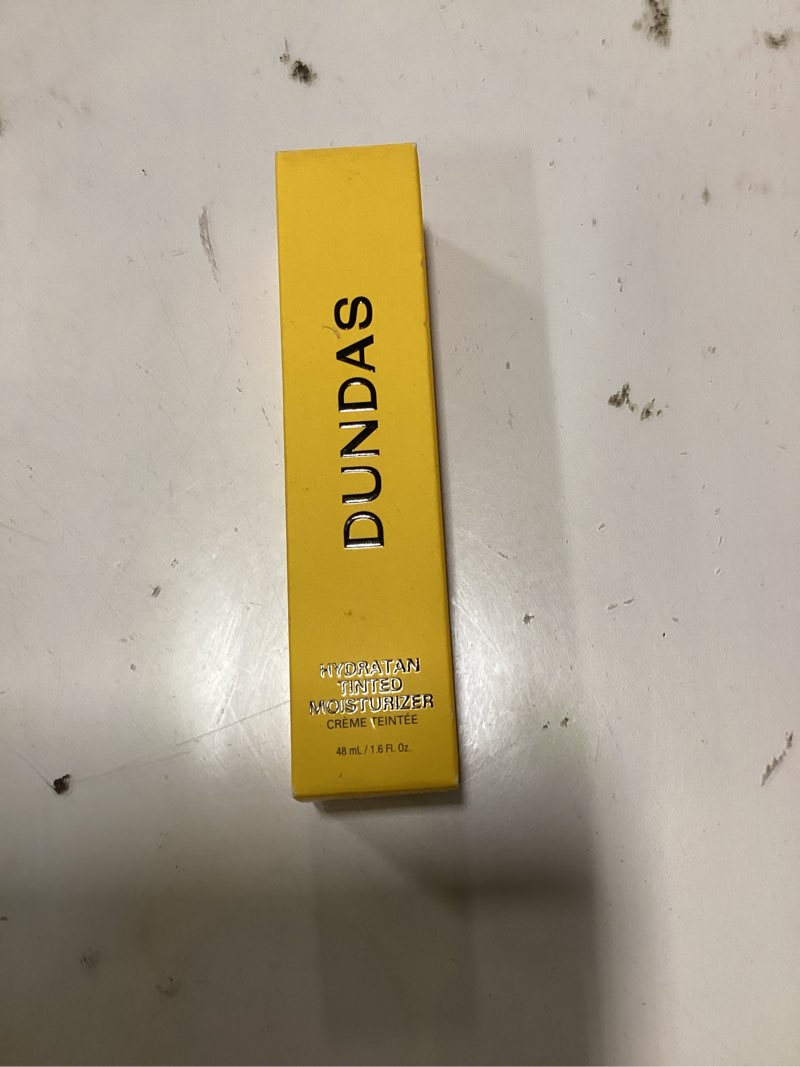 DUNDAS
HYDRATAN
TINTED
MOISTURIZER
CRÈME TEINTÉE
48 mL / 1.6 Fl. Oz.